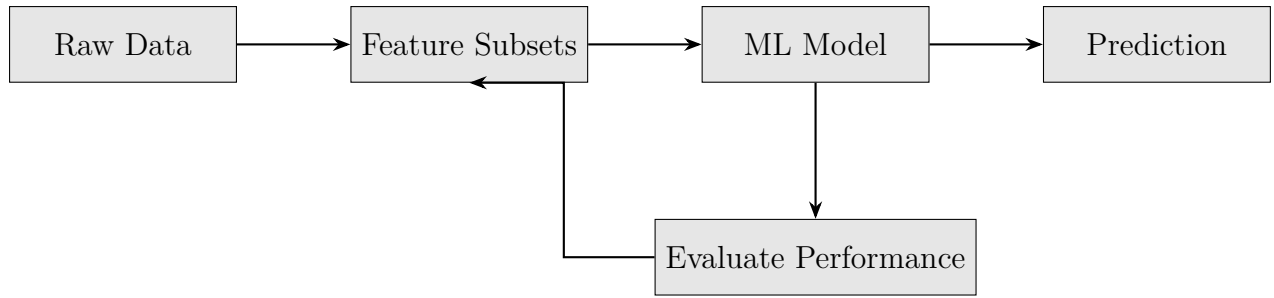 Raw Data
Feature Subsets
ML Model
Prediction
Evaluate Performance